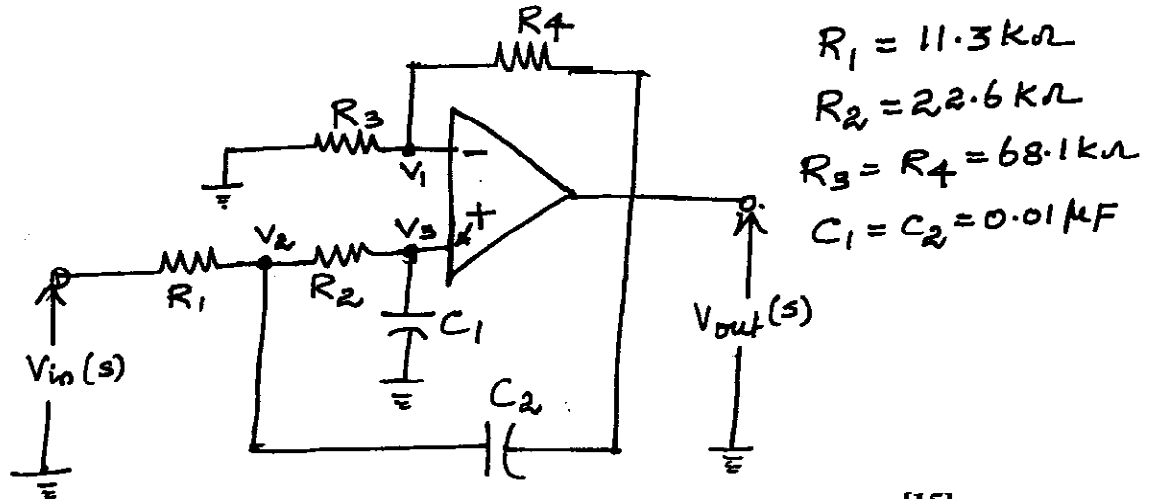 R4
R1 = 11.3 kΩ
R2 = 22.6 kΩ
R3 = R4 = 68.1 kΩ
C1 = C2 = 0.01 μF
R3
V1
−
+
V2
V3
R1
R2
C1
C2
Vin (s)
Vout (s)
[15]